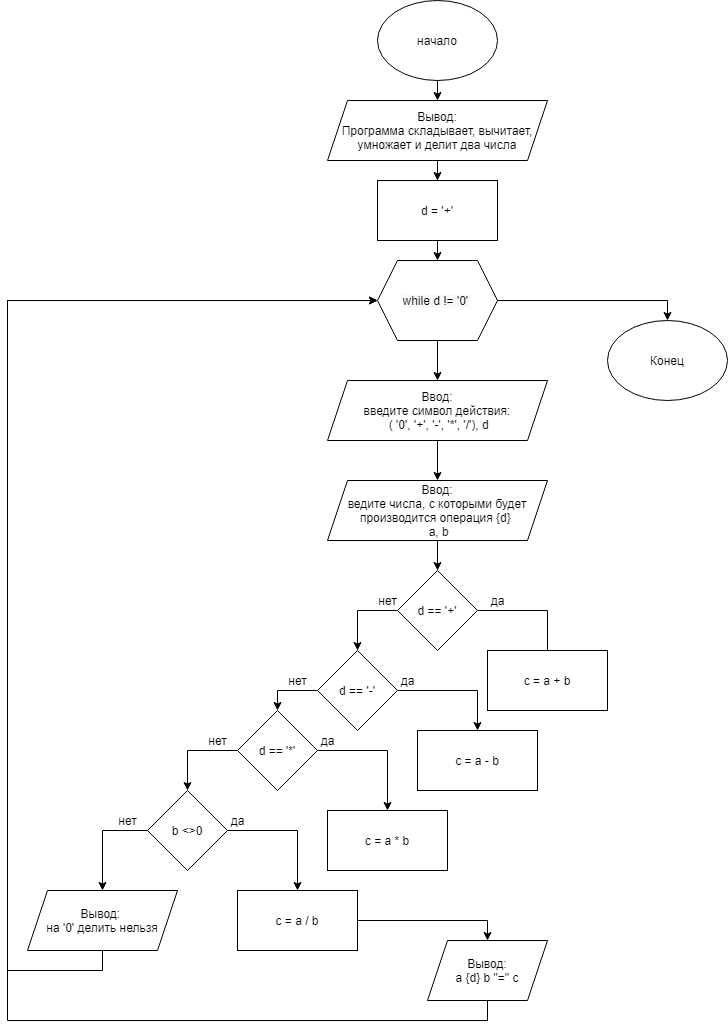 начало
Вывод:
Программа складывает, вычитает,
умножает и делит два числа
d = '+'
while d != '0'
Конец
Ввод:
введите символ действия:
( '0', '+', '-', '*', '/'), d
Ввод:
ведите числа, с которыми будет
производится операция {d}
a, b
нет
d == '+'
да
c = a + b
нет
d == '-'
да
c = a - b
нет
d == '*'
да
c = a * b
нет
b <>0
да
Вывод:
на '0' делить нельзя
c = a / b
Вывод:
a {d} b "=" c